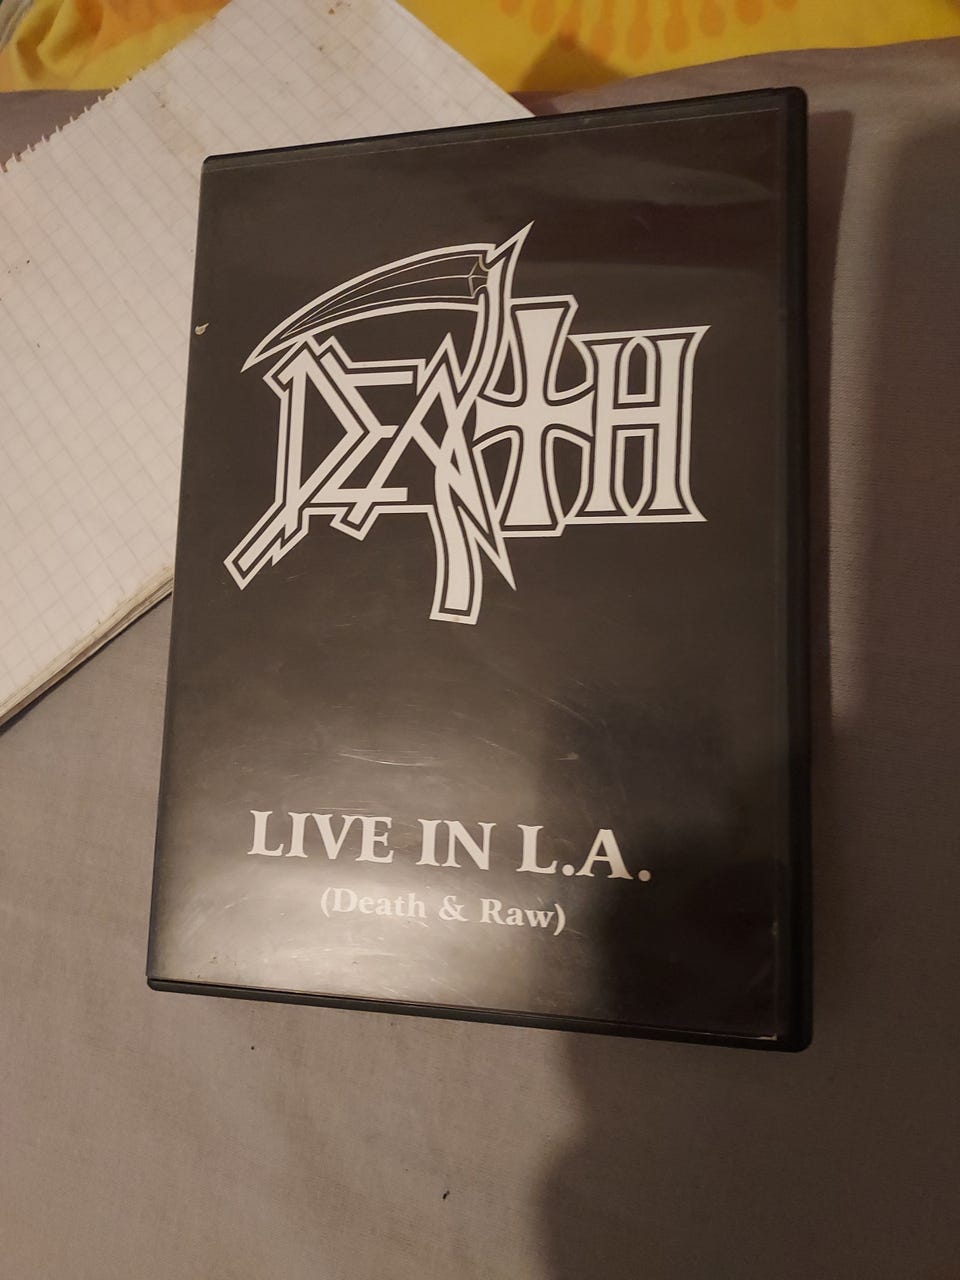 DEATH
LIVE IN L.A.
(Death & Raw)